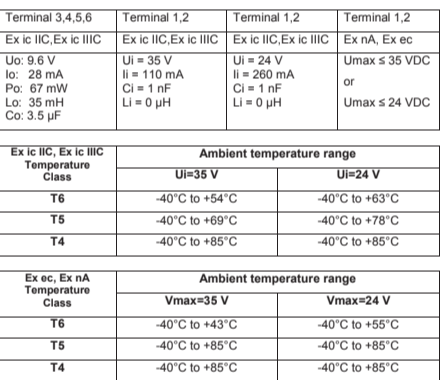 Terminal 3,4,5,6 Terminal 1,2 Terminal 1,2 Terminal 1,2
Ex ic IIC,Ex ic IIIC Ex ic IIC,Ex ic IIIC Ex ic IIC,Ex ic IIIC Ex nA, Ex ec
Uo: 9.6 V Ui = 35 V Ui = 24 V Umax ≤ 35 VDC
Io: 28 mA Ii = 110 mA Ii = 260 mA
Po: 67 mW Ci = 1 nF Ci = 1 nF or
Lo: 35 mH Li = 0 µH Li = 0 µH Umax ≤ 24 VDC
Co: 3.5 µF
Ex ic IIC, Ex ic IIIC Temperature Class Ambient temperature range
Ui=35 V Ui=24 V
T6 -40°C to +54°C -40°C to +63°C
T5 -40°C to +69°C -40°C to +78°C
T4 -40°C to +85°C -40°C to +85°C
Ex ec, Ex nA Temperature Class Ambient temperature range
Vmax=35 V Vmax=24 V
T6 -40°C to +43°C -40°C to +55°C
T5 -40°C to +85°C -40°C to +85°C
T4 -40°C to +85°C -40°C to +85°C